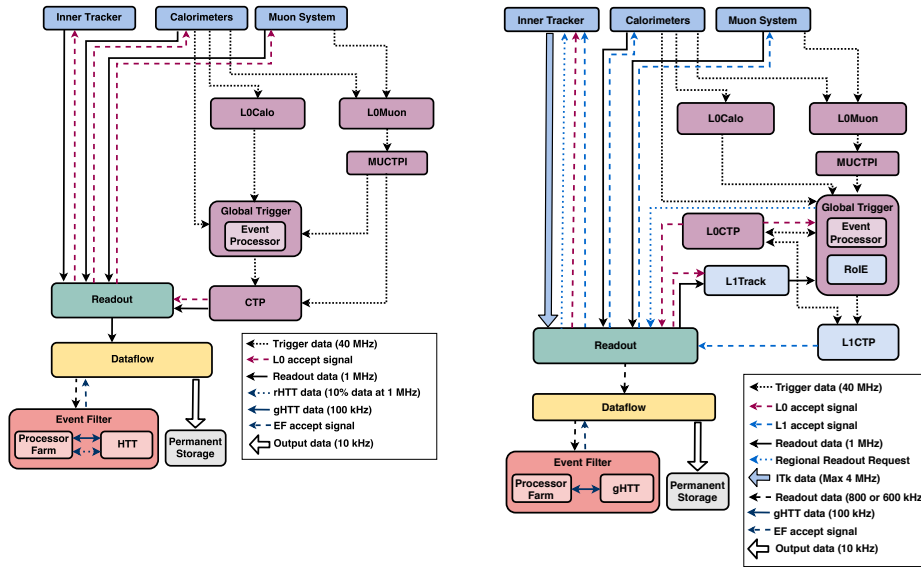 Inner Tracker
Calorimeters
Muon System
L0Calo
L0Muon
MUCTPI
Global Trigger
Event
Processor
Readout
CTP
Dataflow
Event Filter
Processor
Farm
HTT
Permanent
Storage
Trigger data (40 MHz)
L0 accept signal
Readout data (1 MHz)
rHTT data (10% data at 1 MHz)
gHTT data (100 kHz)
EF accept signal
Output data (10 kHz)
Inner Tracker
Calorimeters
Muon System
L0Calo
L0Muon
MUCTPI
Global Trigger
L0CTP
Event
Processor
RoIE
L1Track
Readout
L1CTP
Dataflow
Event Filter
Processor
Farm
gHTT
Permanent
Storage
Trigger data (40 MHz)
L0 accept signal
L1 accept signal
Readout data (1 MHz)
Regional Readout Request
ITk data (Max 4 MHz)
Readout data (800 or 600 kHz)
gHTT data (100 kHz)
EF accept signal
Output data (10 kHz)